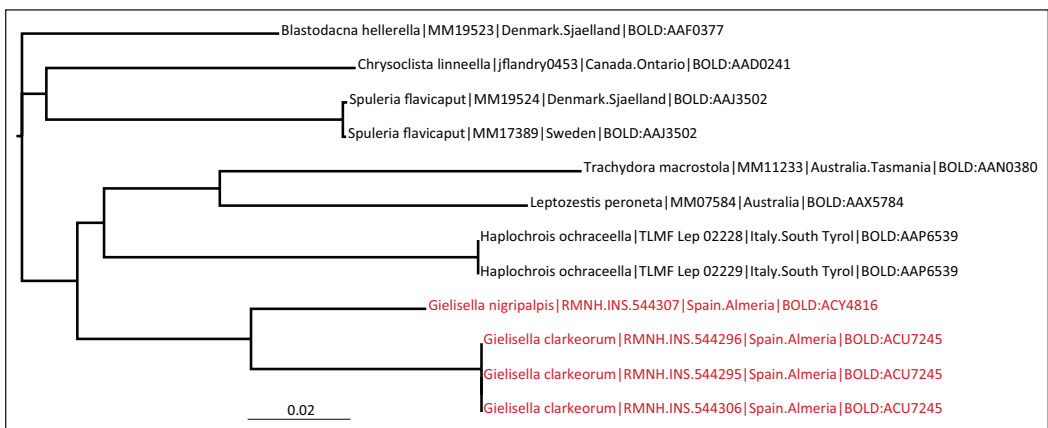 Blastodacna hellerella|MM19523|Denmark.Sjaelland|BOLD:AAF0377
Chrysoclista linneella|jflandry0453|Canada.Ontario|BOLD:AAD0241
Spuleria flavicaput|MM19524|Denmark.Sjaelland|BOLD:AAJ3502
Spuleria flavicaput|MM17389|Sweden|BOLD:AAJ3502
Trachydora macrostola|MM11233|Australia.Tasmania|BOLD:AAN0380
Leptozestis peroneta|MM07584|Australia|BOLD:AAX5784
Haplochrois ochraceella|TLMF Lep 02228|Italy.South Tyrol|BOLD:AAP6539
Haplochrois ochraceella|TLMF Lep 02229|Italy.South Tyrol|BOLD:AAP6539
Gielisella nigripalpis|RMNH.INS.544307|Spain.Almeria|BOLD:ACY4816
Gielisella clarkeorum|RMNH.INS.544296|Spain.Almeria|BOLD:ACU7245
Gielisella clarkeorum|RMNH.INS.544295|Spain.Almeria|BOLD:ACU7245
Gielisella clarkeorum|RMNH.INS.544306|Spain.Almeria|BOLD:ACU7245
0.02